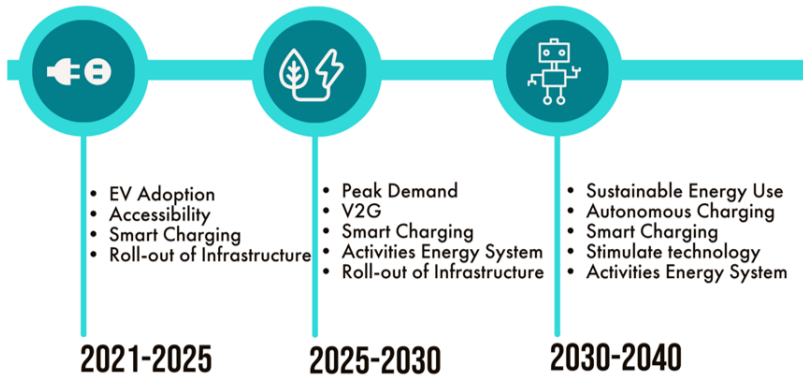 • EV Adoption
• Accessibility
• Smart Charging
• Roll-out of Infrastructure
2021-2025
• Peak Demand
• V2G
• Smart Charging
• Activities Energy System
• Roll-out of Infrastructure
2025-2030
• Sustainable Energy Use
• Autonomous Charging
• Smart Charging
• Stimulate technology
• Activities Energy System
2030-2040